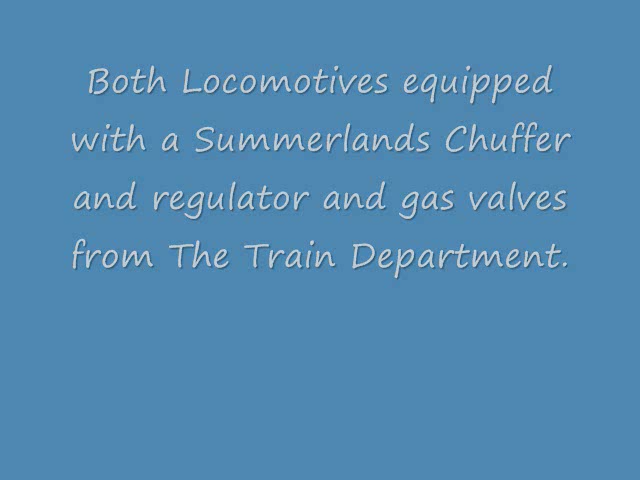 Both Locomotives equipped
with a Summerlands Chuffer
and regulator and gas valves
from The Train Department.